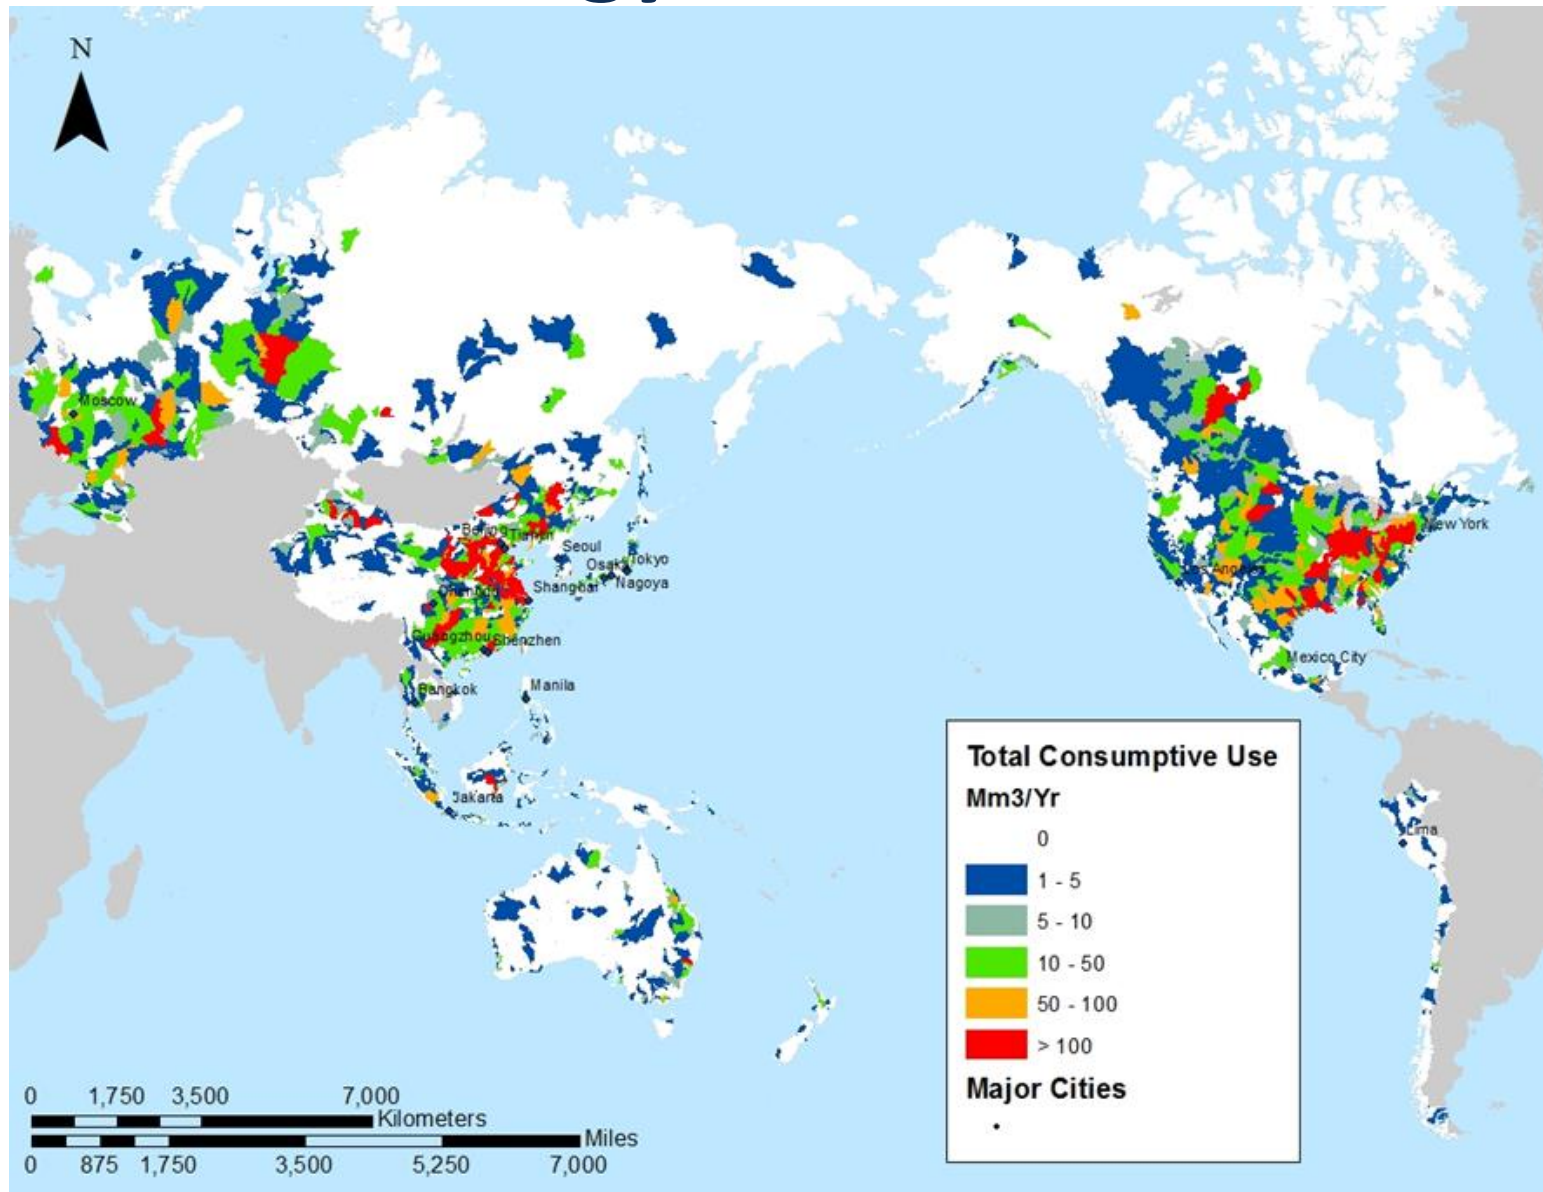 N
Moscow
New York
Los Angeles
Beijing
Tianjin
Seoul
Tokyo
Osaka
Nagoya
Shanghai
Chengdu
Guangzhou
Shenzhen
Mexico City
Bangkok
Manila
Jakarta
Lima
Total Consumptive Use
Mm3/Yr
0
1 - 5
5 - 10
10 - 50
50 - 100
> 100
Major Cities
0 1,750 3,500 7,000
Kilometers
Miles
0 875 1,750 3,500 5,250 7,000